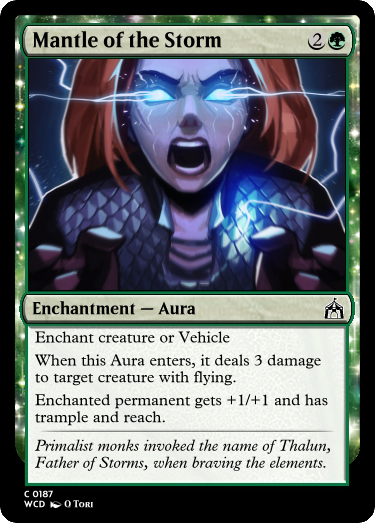 Mantle of the Storm 2
Enchantment — Aura
Enchant creature or Vehicle
When this Aura enters, it deals 3 damage
to target creature with flying.
Enchanted permanent gets +1/+1 and has
trample and reach.
Primalist monks invoked the name of Thalun,
Father of Storms, when braving the elements.
C 0187
WCD O Tori